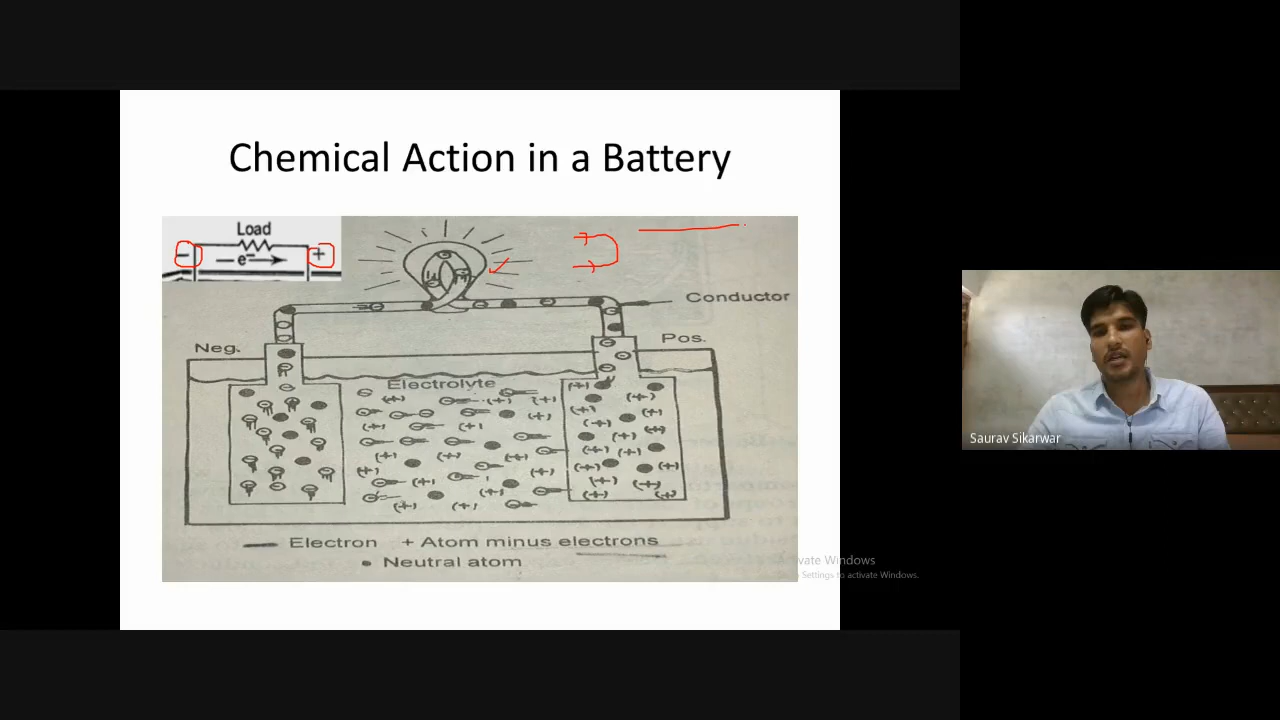 Chemical Action in a Battery
Load
− e⁻ +
Conductor
Neg. Pos.
Electrolyte
Electron + Atom minus electrons
Neutral atom
Saurav Sikarwar
vate Windows
Settings to activate Windows.